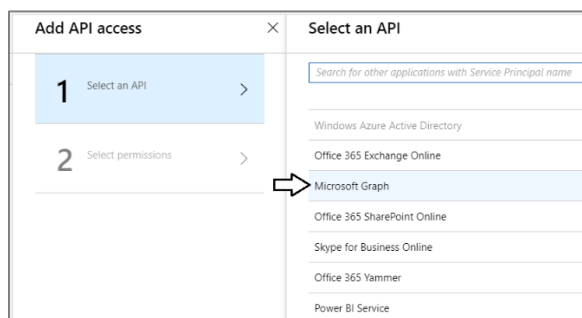 Add API access
1 Select an API
2 Select permissions
Select an API
Search for other applications with Service Principal name
Windows Azure Active Directory
Office 365 Exchange Online
Microsoft Graph
Office 365 SharePoint Online
Skype for Business Online
Office 365 Yammer
Power BI Service